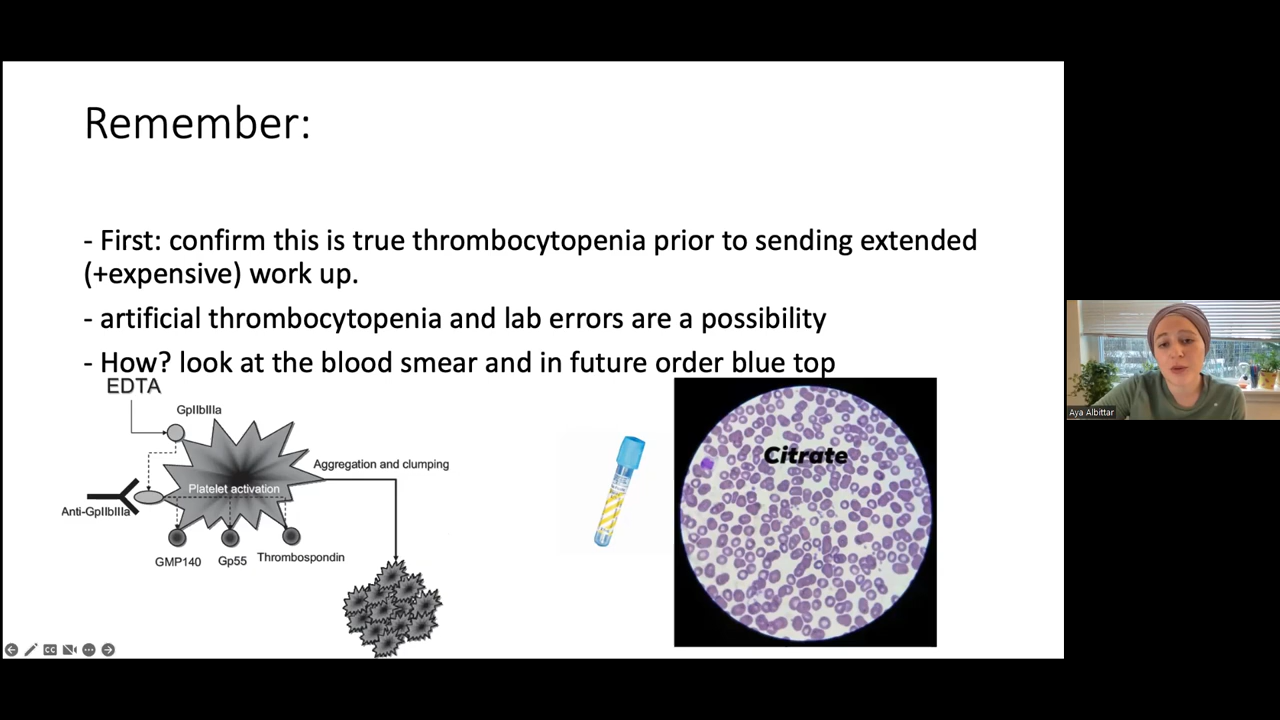 Remember:
- First: confirm this is true thrombocytopenia prior to sending extended
(+expensive) work up.
- artificial thrombocytopenia and lab errors are a possibility
- How? look at the blood smear and in future order blue top
EDTA
GpIIbIIIa
Aggregation and clumping
Platelet activation
Anti-GpIIbIIIa
GMP140
Gp55
Thrombospondin
Citrate
CC
Aya Albittar